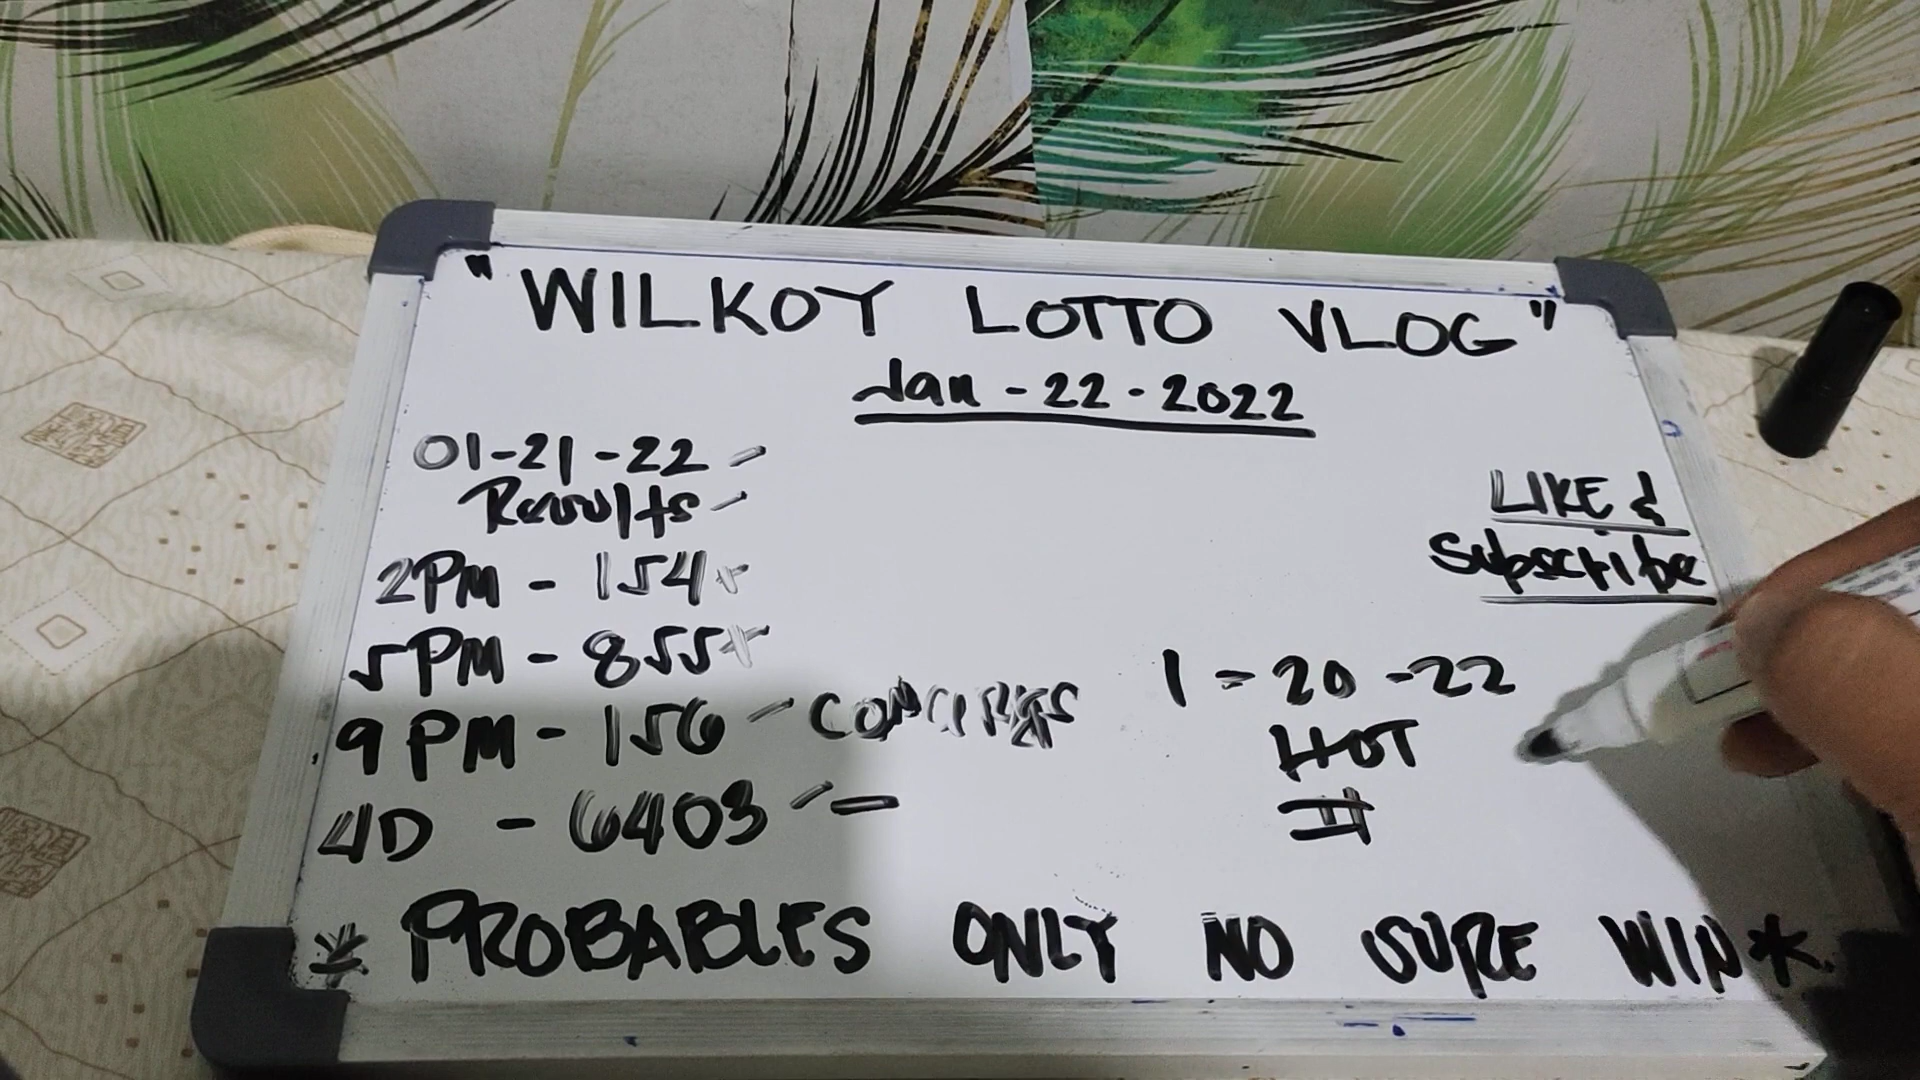 "WILKOY LOTTO VLOG"
Jan - 22 - 2022
01-21-22 -
Results -
2PM - 154
5PM - 855
9PM - 156 -
4D - 6403 - -
LIKE &
Subscribe
1 - 20 - 22
HOT
* PROBABLES ONLY NO SURE WIN *